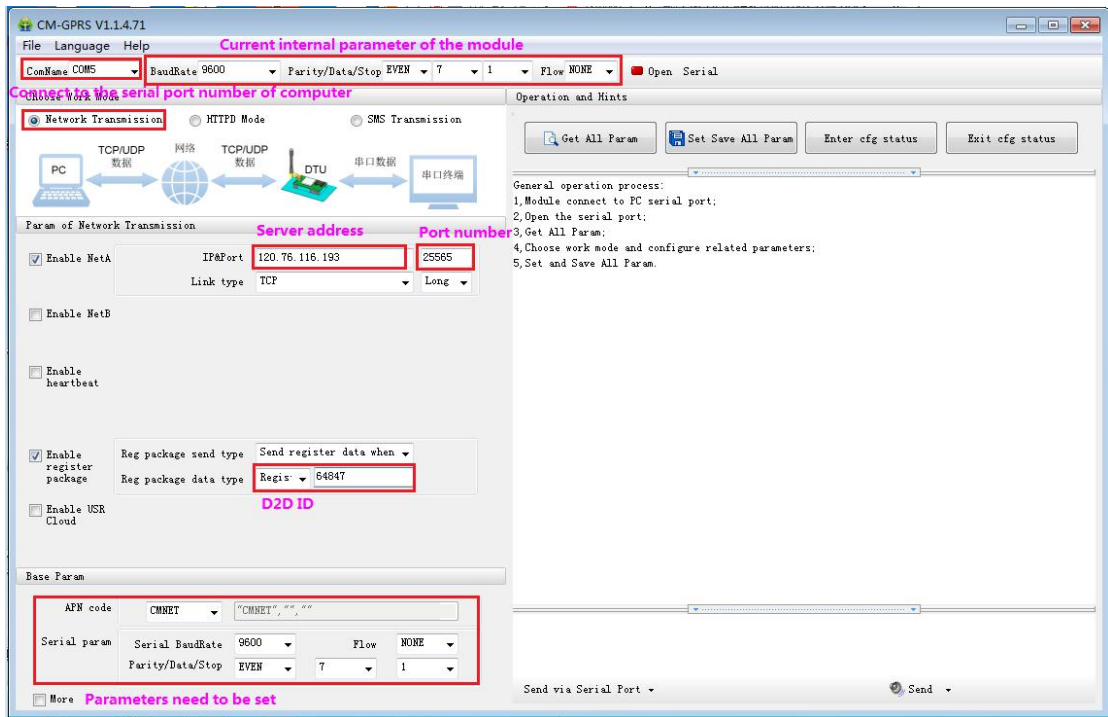 CM-GPRS V1.1.4.71
File Language Help
Current internal parameter of the module
ComName COM5 BaudRate 9600 Parity/Data/Stop EVEN 7 1 Flow NONE Open Serial
Connect to the serial port number of computer
Choose Work Mode
Network Transmission HTTPD Mode SMS Transmission
PC
TCP/UDP
数据
网络
TCP/UDP
数据
DTU
串口数据
串口终端
Param of Network Transmission
Server address
Port number
Enable NetA IP&Port 120.76.116.193 25565
Link type TCP Long
Enable NetB
Enable
heartbeat
Enable
register
package
Reg package send type Send register data when
Reg package data type Regis 64847
D2D ID
Enable USR
Cloud
Base Param
APN code CMNET "CMNET","",""
Serial param Serial BaudRate 9600 Flow NONE
Parity/Data/Stop EVEN 7 1
More Parameters need to be set
Operation and Hints
Get All Param Set Save All Param Enter cfg status Exit cfg status
General operation process:
1,Module connect to PC serial port;
2,Open the serial port;
3,Get All Param;
4,Choose work mode and configure related parameters;
5,Set and Save All Param.
Send via Serial Port Send